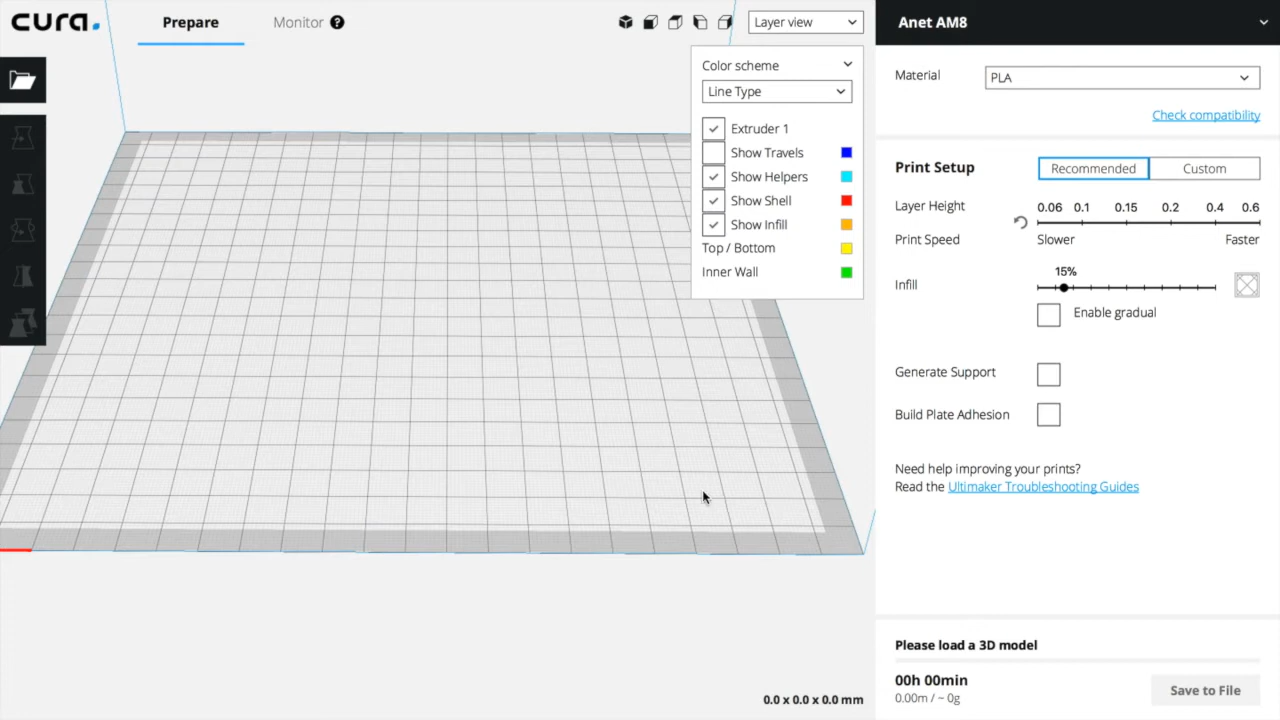 cura.
Prepare
Monitor ?
Layer view
Color scheme
Line Type
Extruder 1
Show Travels
Show Helpers
Show Shell
Show Infill
Top / Bottom
Inner Wall
0.0 x 0.0 x 0.0 mm
Anet AM8
Material
PLA
Check compatibility
Print Setup
Recommended
Custom
Layer Height
0.06 0.1 0.15 0.2 0.4 0.6
Print Speed
Slower
Faster
15%
Infill
Enable gradual
Generate Support
Build Plate Adhesion
Need help improving your prints?
Read the Ultimaker Troubleshooting Guides
Please load a 3D model
00h 00min
0.00m / ~ 0g
Save to File